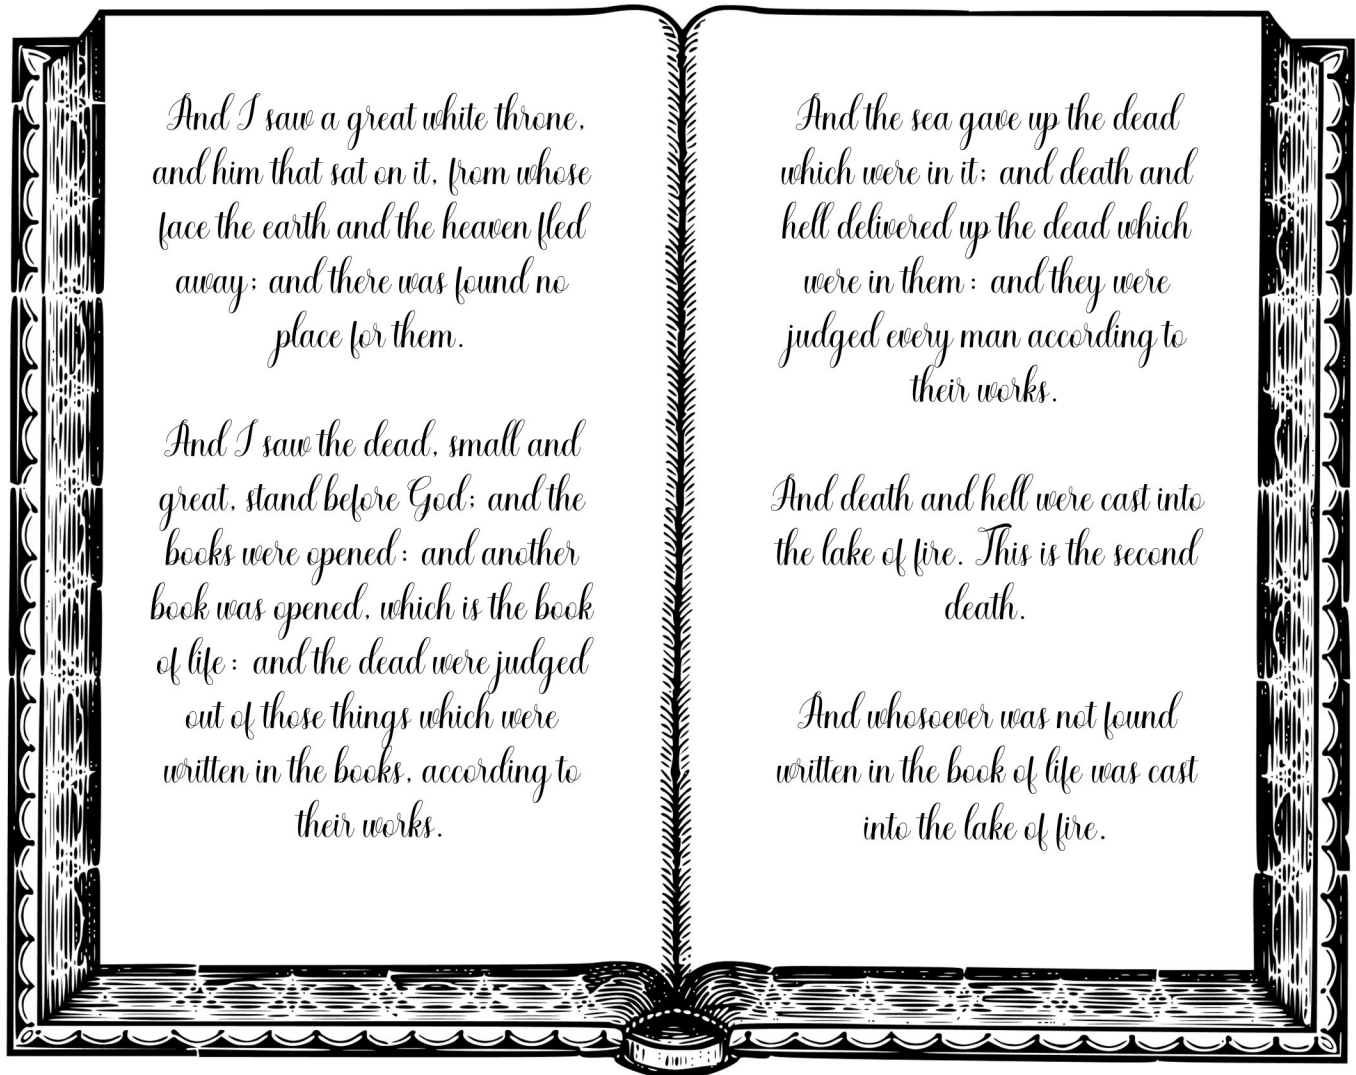 And I saw a great white throne,
and him that sat on it, from whose
face the earth and the heaven fled
away; and there was found no
place for them.
And I saw the dead, small and
great, stand before God; and the
books were opened: and another
book was opened, which is the book
of life: and the dead were judged
out of those things which were
written in the books, according to
their works.
And the sea gave up the dead
which were in it; and death and
hell delivered up the dead which
were in them: and they were
judged every man according to
their works.
And death and hell were cast into
the lake of fire. This is the second
death.
And whosoever was not found
written in the book of life was cast
into the lake of fire.